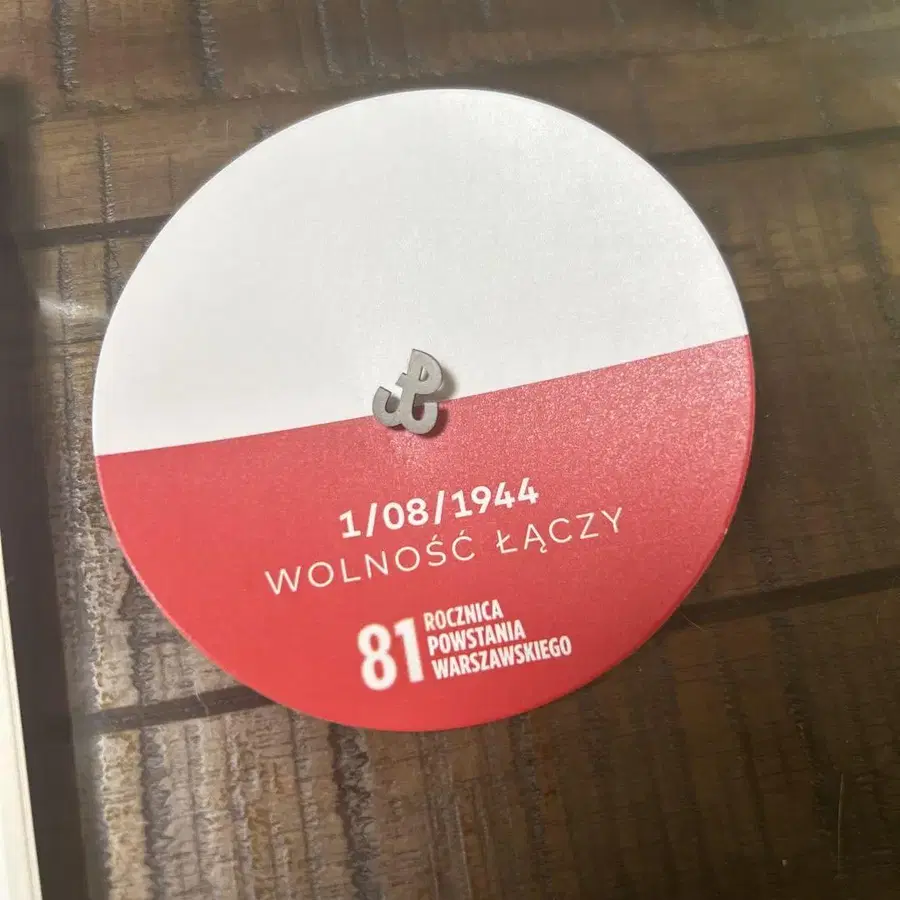 1/08/1944
WOLNOŚĆ ŁĄCZY
81 ROCZNICA
POWSTANIA
WARSZAWSKIEGO